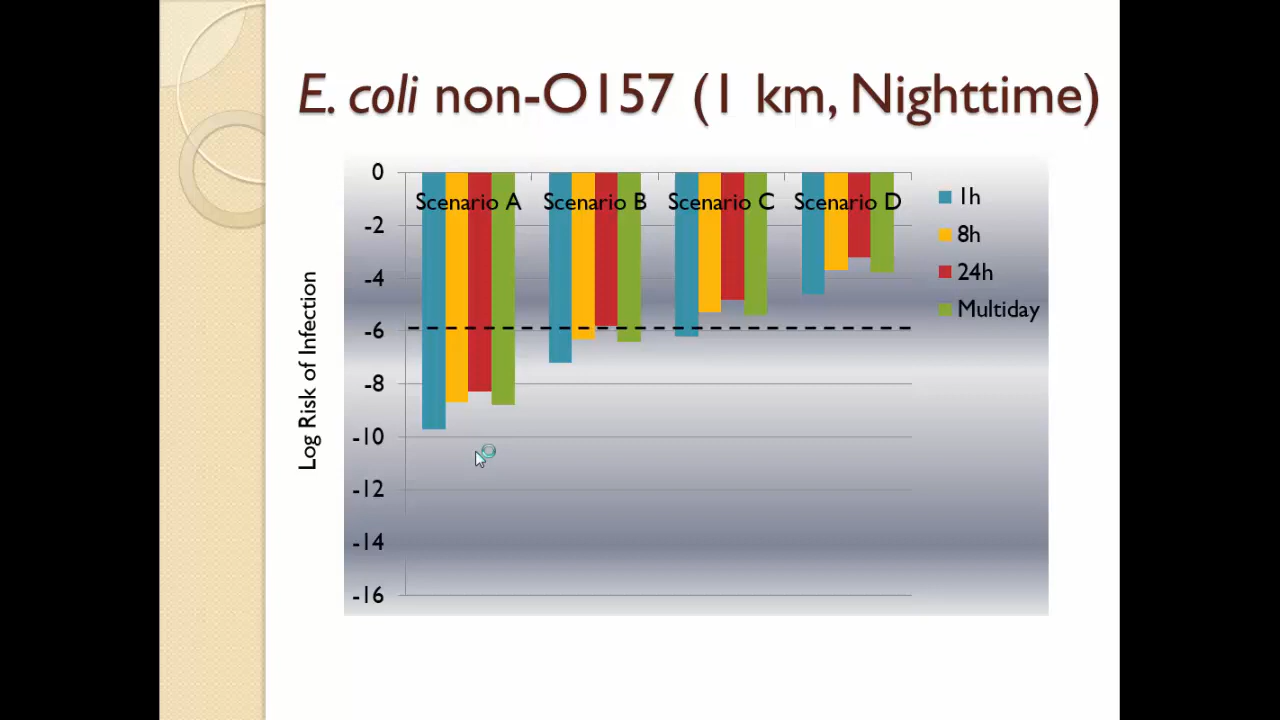 E. coli non-O157 (1 km, Nighttime)
0
-2
-4
-6
-8
-10
-12
-14
-16
Log Risk of Infection
Scenario A
Scenario B
Scenario C
Scenario D
1h
8h
24h
Multiday